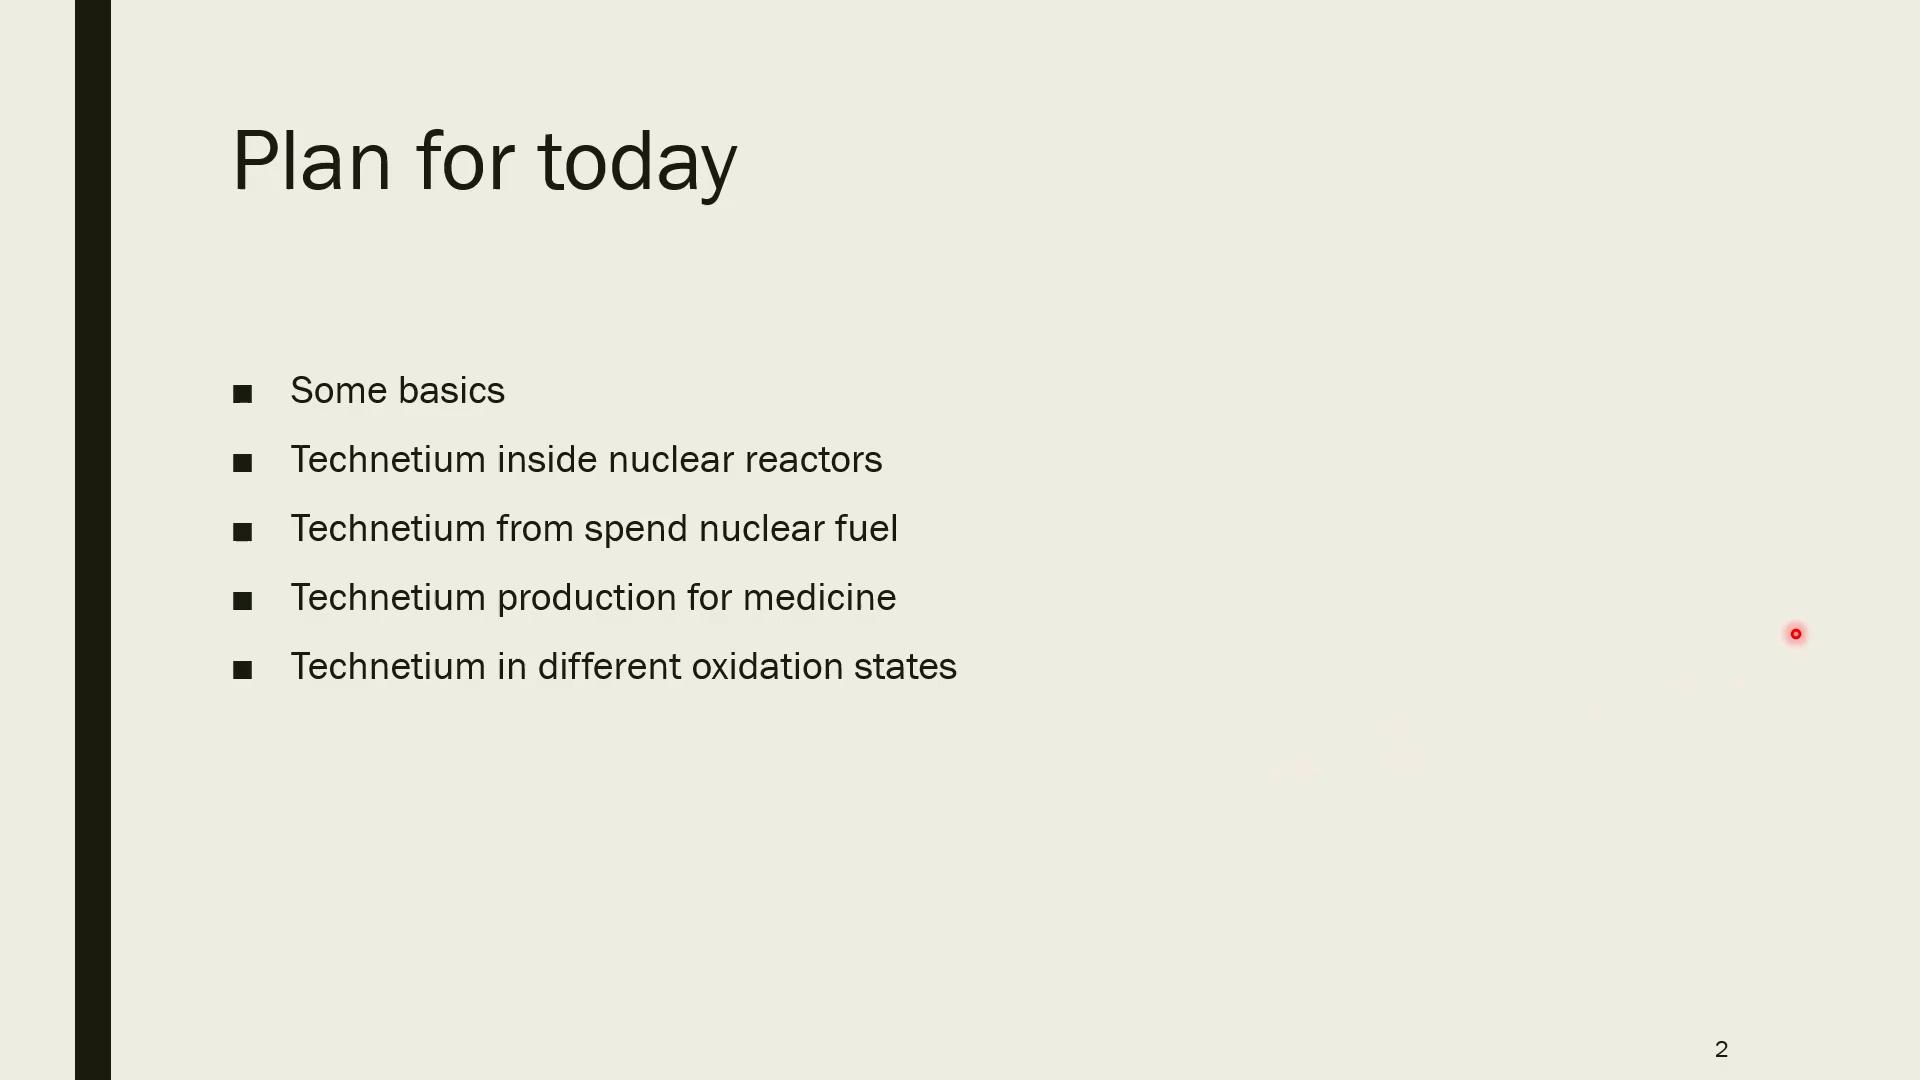 Plan for today
■ Some basics
■ Technetium inside nuclear reactors
■ Technetium from spend nuclear fuel
■ Technetium production for medicine
■ Technetium in different oxidation states
2